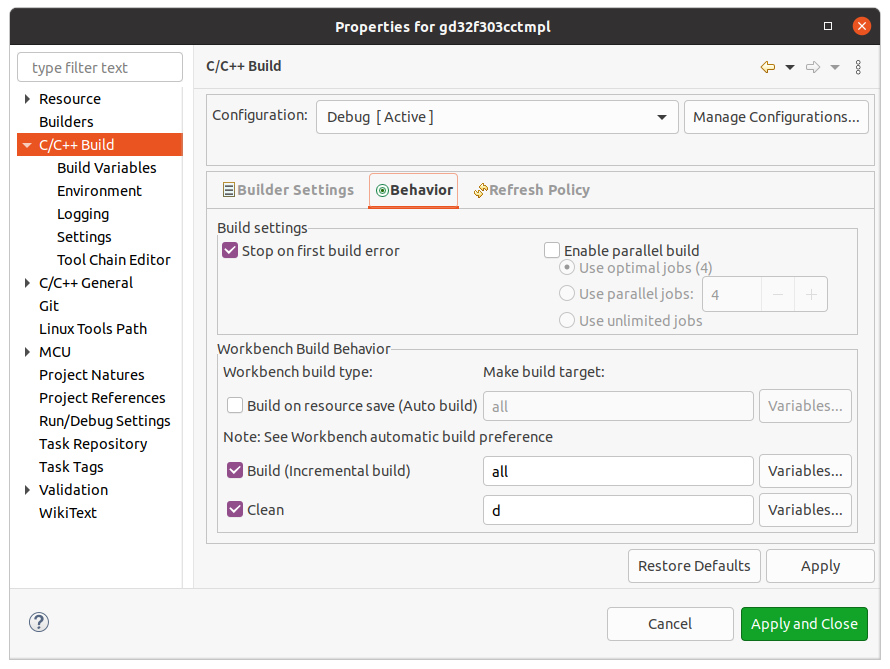 Properties for gd32f303cctmpl
type filter text
Resource
Builders
C/C++ Build
Build Variables
Environment
Logging
Settings
Tool Chain Editor
C/C++ General
Git
Linux Tools Path
MCU
Project Natures
Project References
Run/Debug Settings
Task Repository
Task Tags
Validation
WikiText
C/C++ Build
Configuration: Debug [ Active ] Manage Configurations...
Builder Settings Behavior Refresh Policy
Build settings
Stop on first build error Enable parallel build
Use optimal jobs (4)
Use parallel jobs: 4 − +
Use unlimited jobs
Workbench Build Behavior
Workbench build type: Make build target:
Build on resource save (Auto build) all Variables...
Note: See Workbench automatic build preference
Build (Incremental build) all Variables...
Clean d Variables...
Restore Defaults Apply
? Cancel Apply and Close